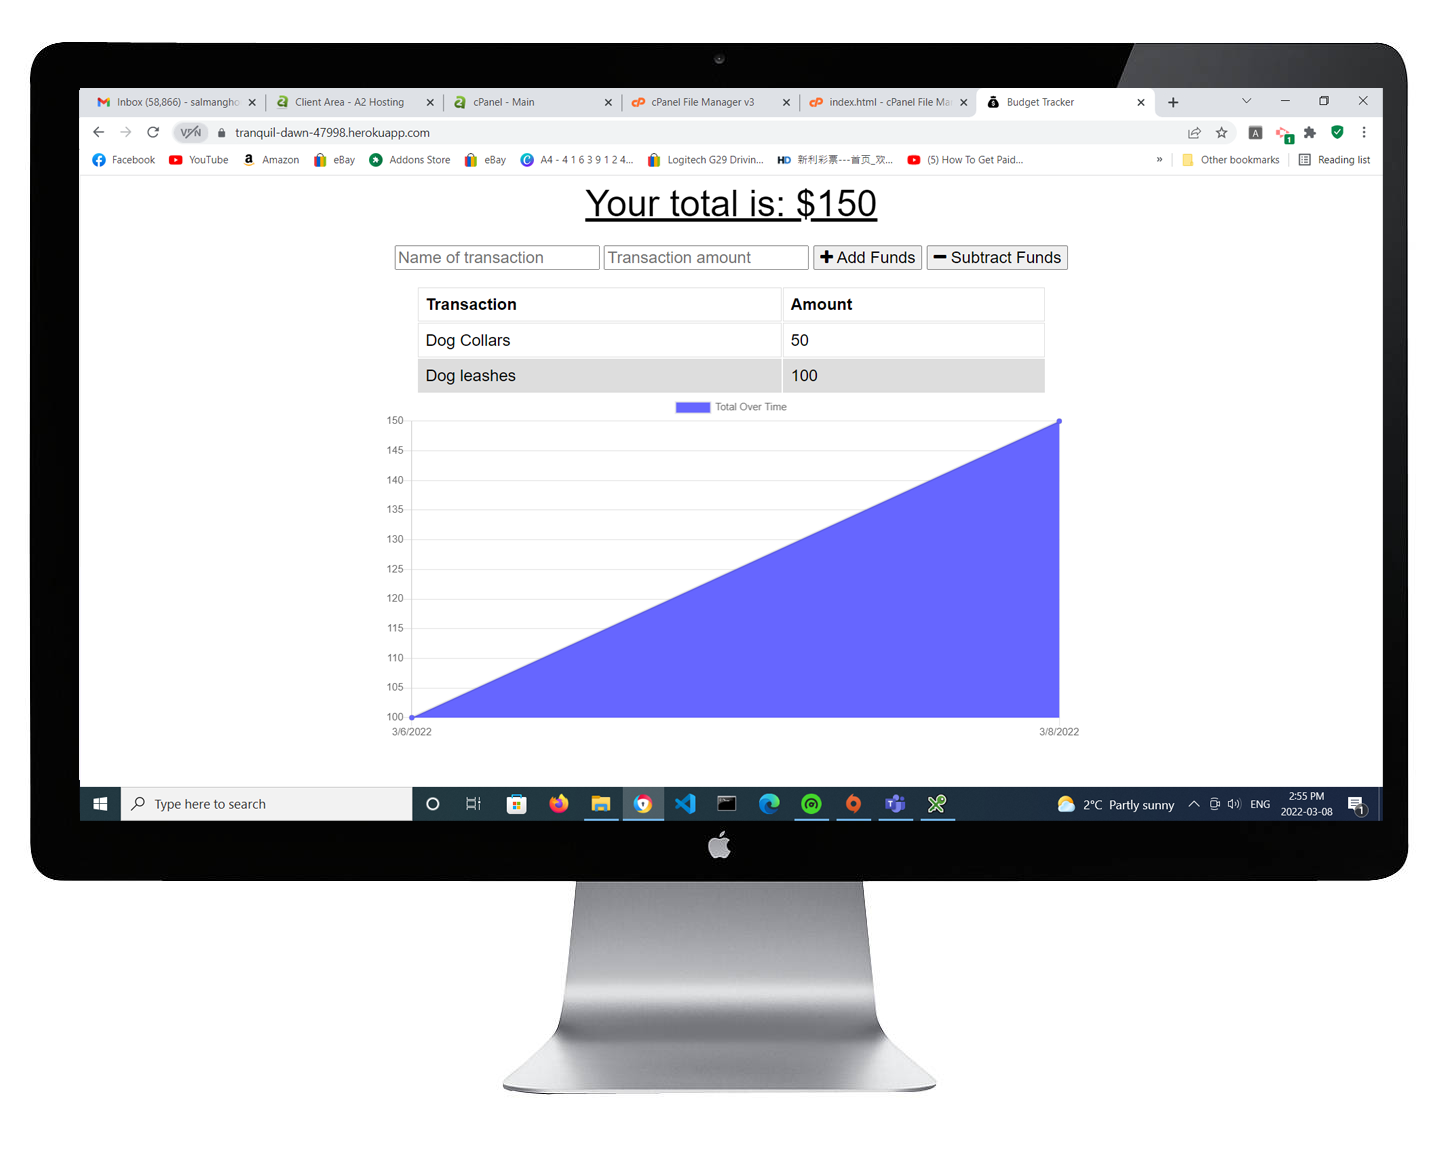 Inbox (58,866) - salmangho
Client Area - A2 Hosting
cPanel - Main
cPanel File Manager v3
index.html - cPanel File Ma
Budget Tracker
VPN
tranquil-dawn-47998.herokuapp.com
A
1
Facebook
YouTube
Amazon
eBay
Addons Store
eBay
A4 - 4 1 6 3 9 1 2 4...
Logitech G29 Drivin...
HD 新利彩票---首页_欢...
(5) How To Get Paid...
»
Other bookmarks
Reading list
Your total is: $150
Name of transaction
Transaction amount
Add Funds
Subtract Funds
Transaction Amount
Dog Collars 50
Dog leashes 100
Total Over Time
150
145
140
135
130
125
120
115
110
105
100
3/6/2022 3/8/2022
Type here to search
2°C Partly sunny
ENG
2:55 PM
2022-03-08
1